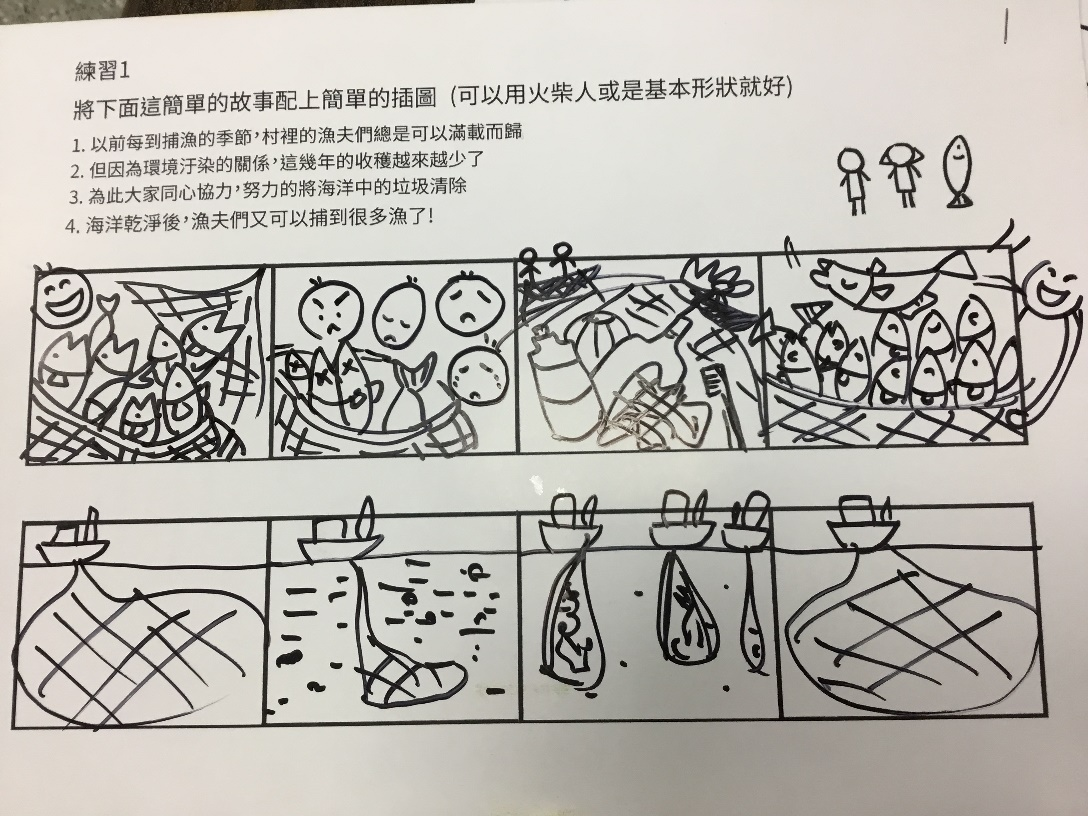 練習1
將下面這簡單的故事配上簡單的插圖 (可以用火柴人或是基本形狀就好)
1. 以前每到捕漁的季節，村裡的漁夫們總是可以滿載而歸
2. 但因為環境汙染的關係，這幾年的收穫越來越少了
3. 為此大家同心協力，努力的將海洋中的垃圾清除
4. 海洋乾淨後，漁夫們又可以捕到很多漁了!